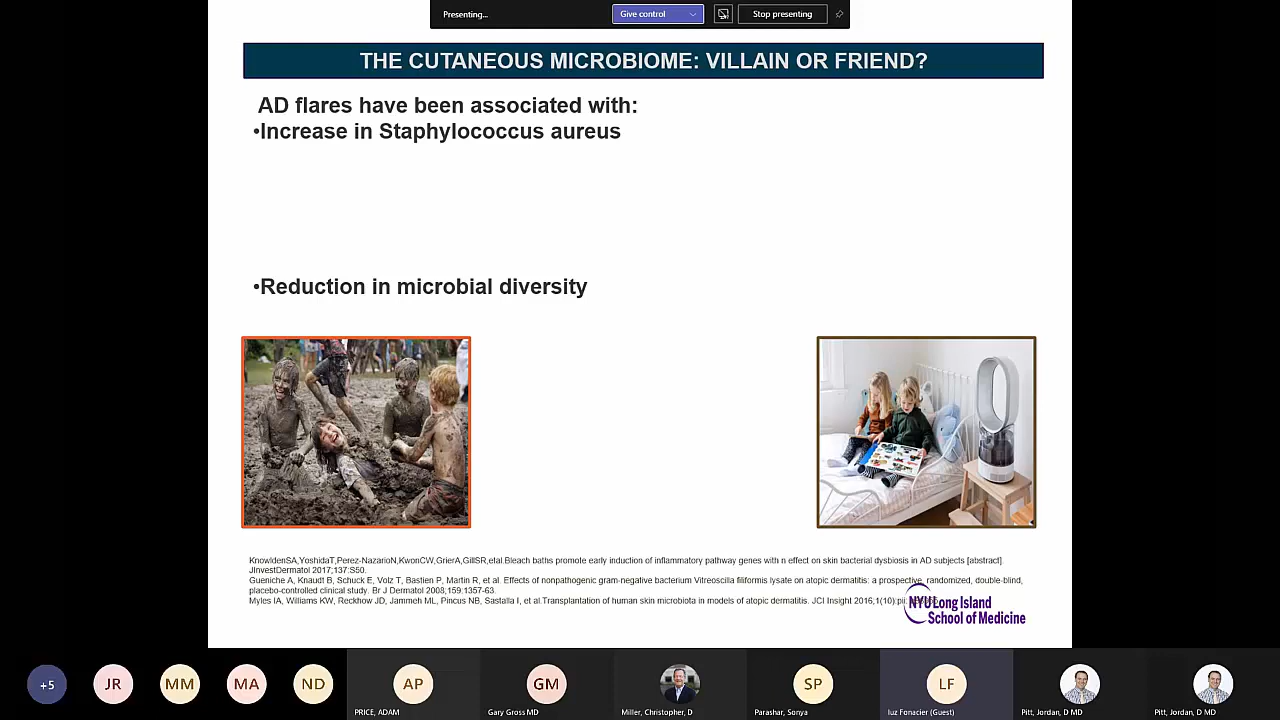 Presenting...
Give control
Stop presenting
THE CUTANEOUS MICROBIOME: VILLAIN OR FRIEND?
AD flares have been associated with:
•Increase in Staphylococcus aureus
•Reduction in microbial diversity
KnowldenSA,YoshidaT,Perez-NazarioN,KwonCW,GrierA,GillSR,etal.Bleach baths promote early induction of inflammatory pathway genes with n effect on skin bacterial dysbiosis in AD subjects [abstract].
JInvestDermatol 2017;137:S50.
Gueniche A, Knaudt B, Schuck E, Volz T, Bastien P, Martin R, et al. Effects of nonpathogenic gram-negative bacterium Vitreoscilla filiformis lysate on atopic dermatitis: a prospective, randomized, double-blind,
placebo-controlled clinical study. Br J Dermatol 2008;159:1357-63.
Myles IA, Williams KW, Reckhow JD, Jammeh ML, Pincus NB, Sastalla I, et al.Transplantation of human skin microbiota in models of atopic dermatitis. JCI Insight 2016;1(10):pii:
NYU Long Island
School of Medicine
+5
JR
MM
MA
ND
AP
GM
SP
LF
PRICE, ADAM
Gary Gross MD
Miller, Christopher, D
Parashar, Sonya
luz Fonacier (Guest)
Pitt, Jordan, D MD
Pitt, Jordan, D MD